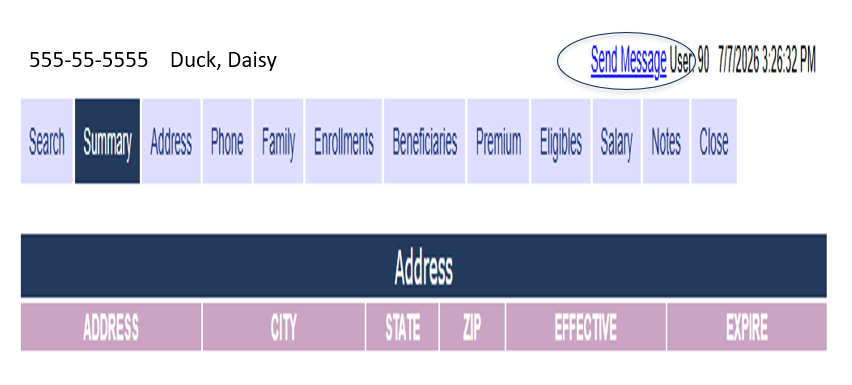 555-55-5555 Duck, Daisy Send Message User 90 7/7/2026 3:26:32 PM
Search Summary Address Phone Family Enrollments Beneficiaries Premium Eligibles Salary Notes Close
Address
ADDRESS CITY STATE ZIP EFFECTIVE EXPIRE